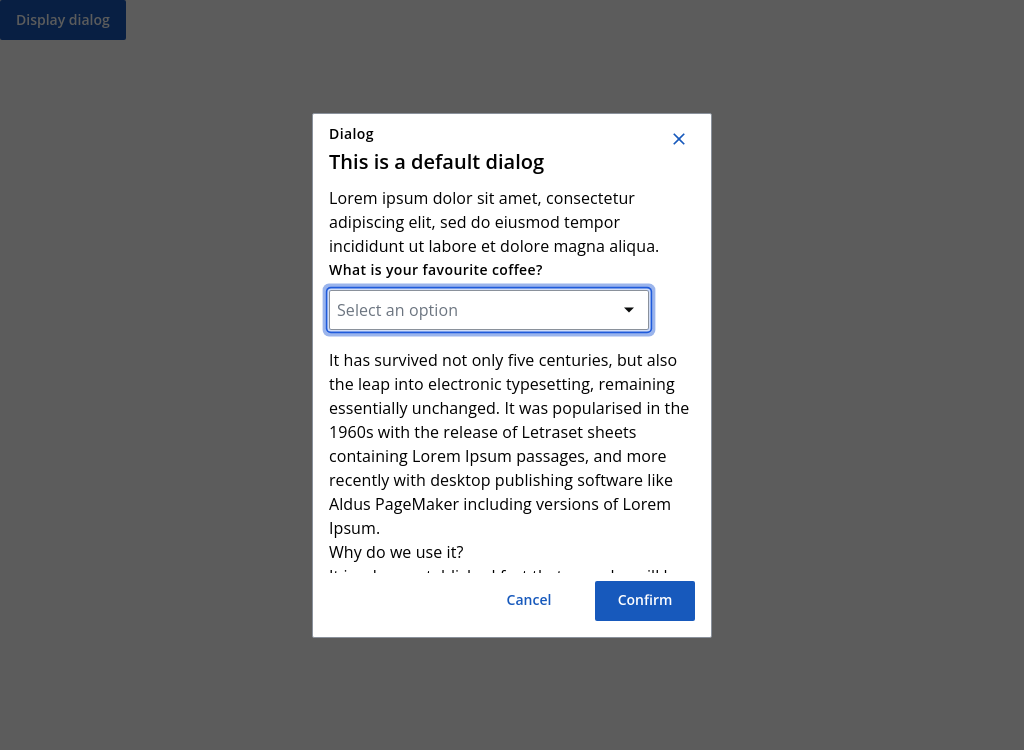 Display dialog
Dialog
This is a default dialog
Lorem ipsum dolor sit amet, consectetur
adipiscing elit, sed do eiusmod tempor
incididunt ut labore et dolore magna aliqua.
What is your favourite coffee?
Select an option
It has survived not only five centuries, but also
the leap into electronic typesetting, remaining
essentially unchanged. It was popularised in the
1960s with the release of Letraset sheets
containing Lorem Ipsum passages, and more
recently with desktop publishing software like
Aldus PageMaker including versions of Lorem
Ipsum.
Why do we use it?
Cancel
Confirm